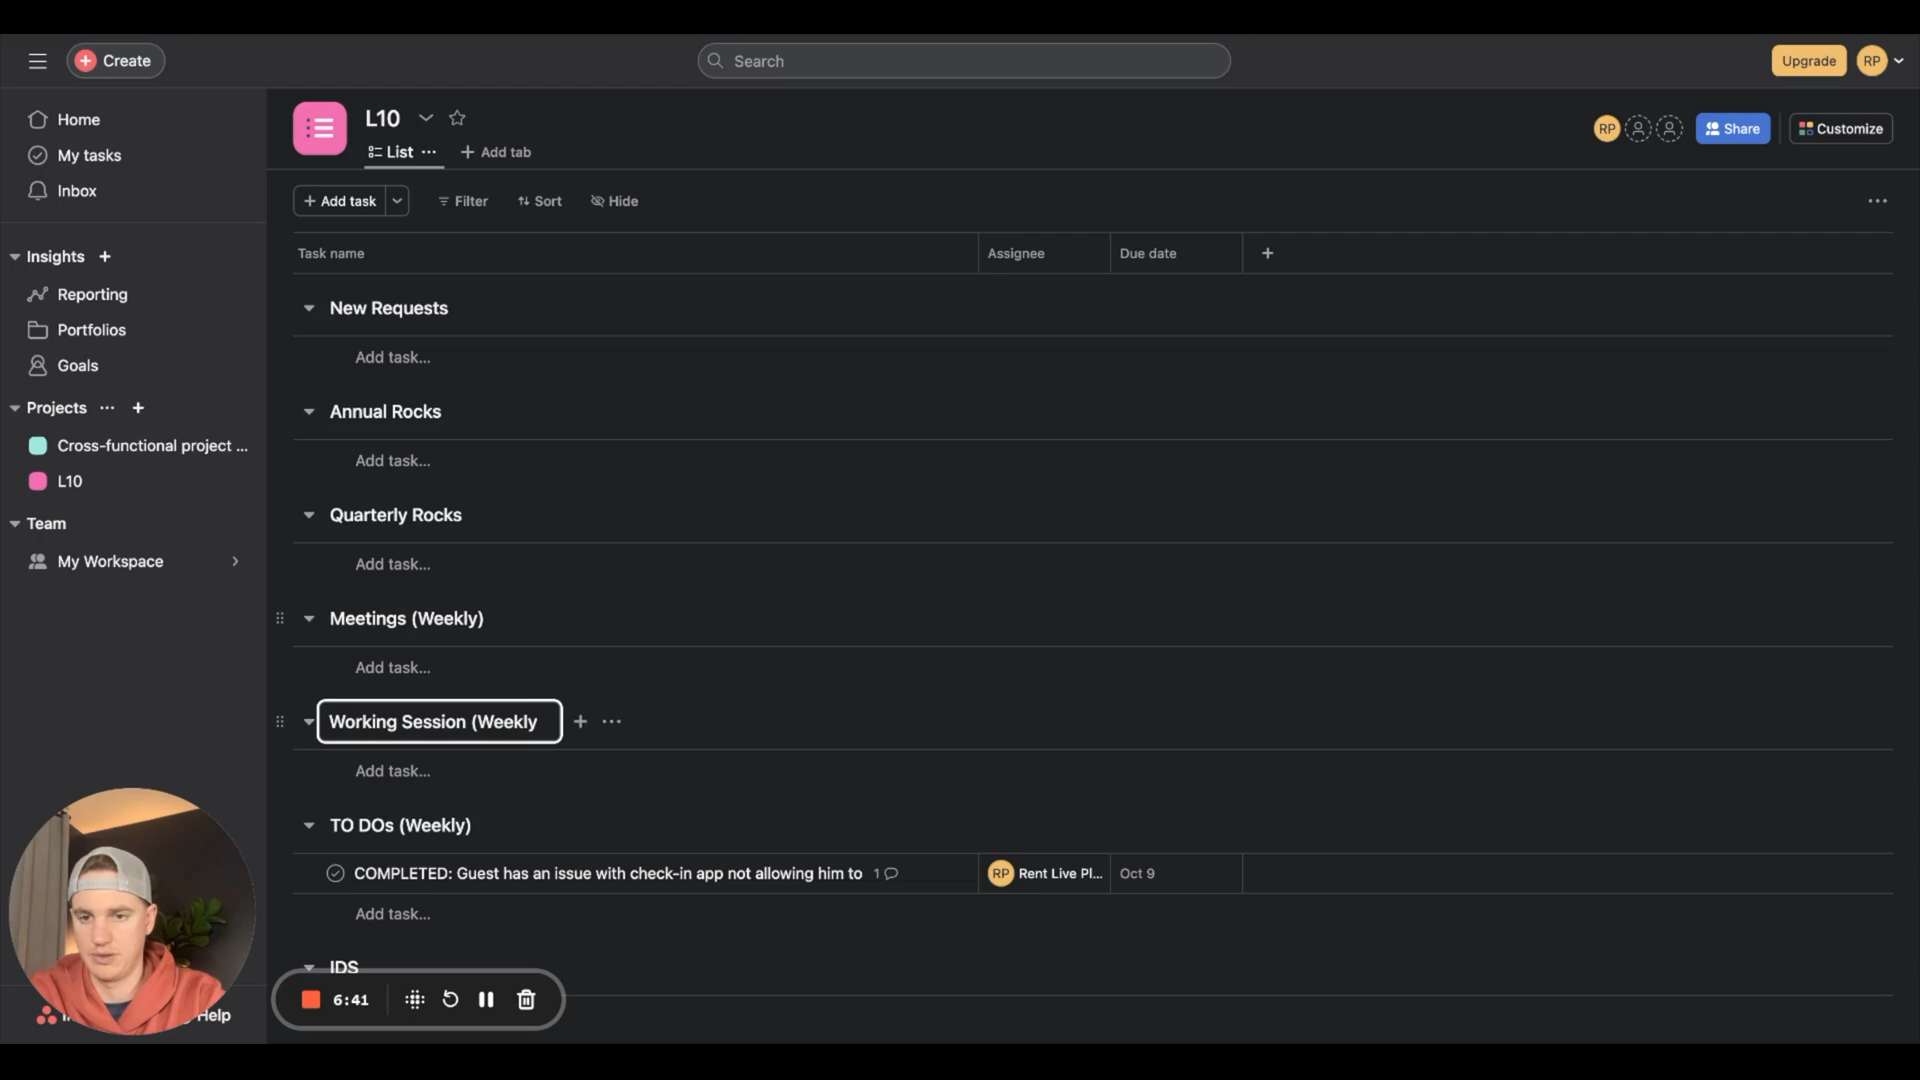 Create
Search
Upgrade
RP
Home
My tasks
Inbox
Insights
Reporting
Portfolios
Goals
Projects
Cross-functional project ...
L10
Team
My Workspace
Help
L10
List
Add tab
RP
Share
Customize
Add task
Filter
Sort
Hide
Task name
Assignee
Due date
New Requests
Add task...
Annual Rocks
Add task...
Quarterly Rocks
Add task...
Meetings (Weekly)
Add task...
Working Session (Weekly
Add task...
TO DOs (Weekly)
COMPLETED: Guest has an issue with check-in app not allowing him to 1
RP Rent Live Pl...
Oct 9
Add task...
IDS
6:41